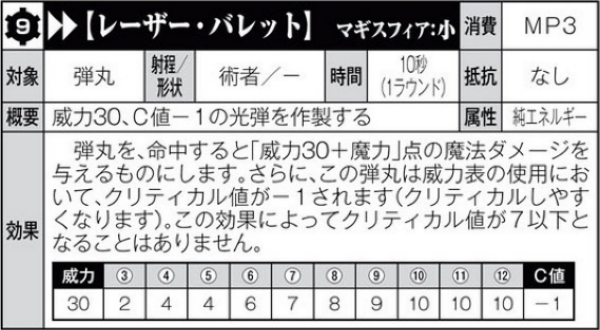 9 ▶▶【レーザー・バレット】 マギスフィア:小 消費 MP3
対象 弾丸 射程/形状 術者/− 時間 10秒(1ラウンド) 抵抗 なし
概要 威力30、C値−1の光弾を作製する 属性 純エネルギー
効果
弾丸を、命中すると「威力30+魔力」点の魔法ダメージを
与えるものにします。さらに、この弾丸は威力表の使用にお
いて、クリティカル値が−1されます(クリティカルしやす
くなります)。この効果によってクリティカル値が7以下と
なることはありません。
威力 ③ ④ ⑤ ⑥ ⑦ ⑧ ⑨ ⑩ ⑪ ⑫ C値
30 2 4 4 6 7 8 9 10 10 10 −1